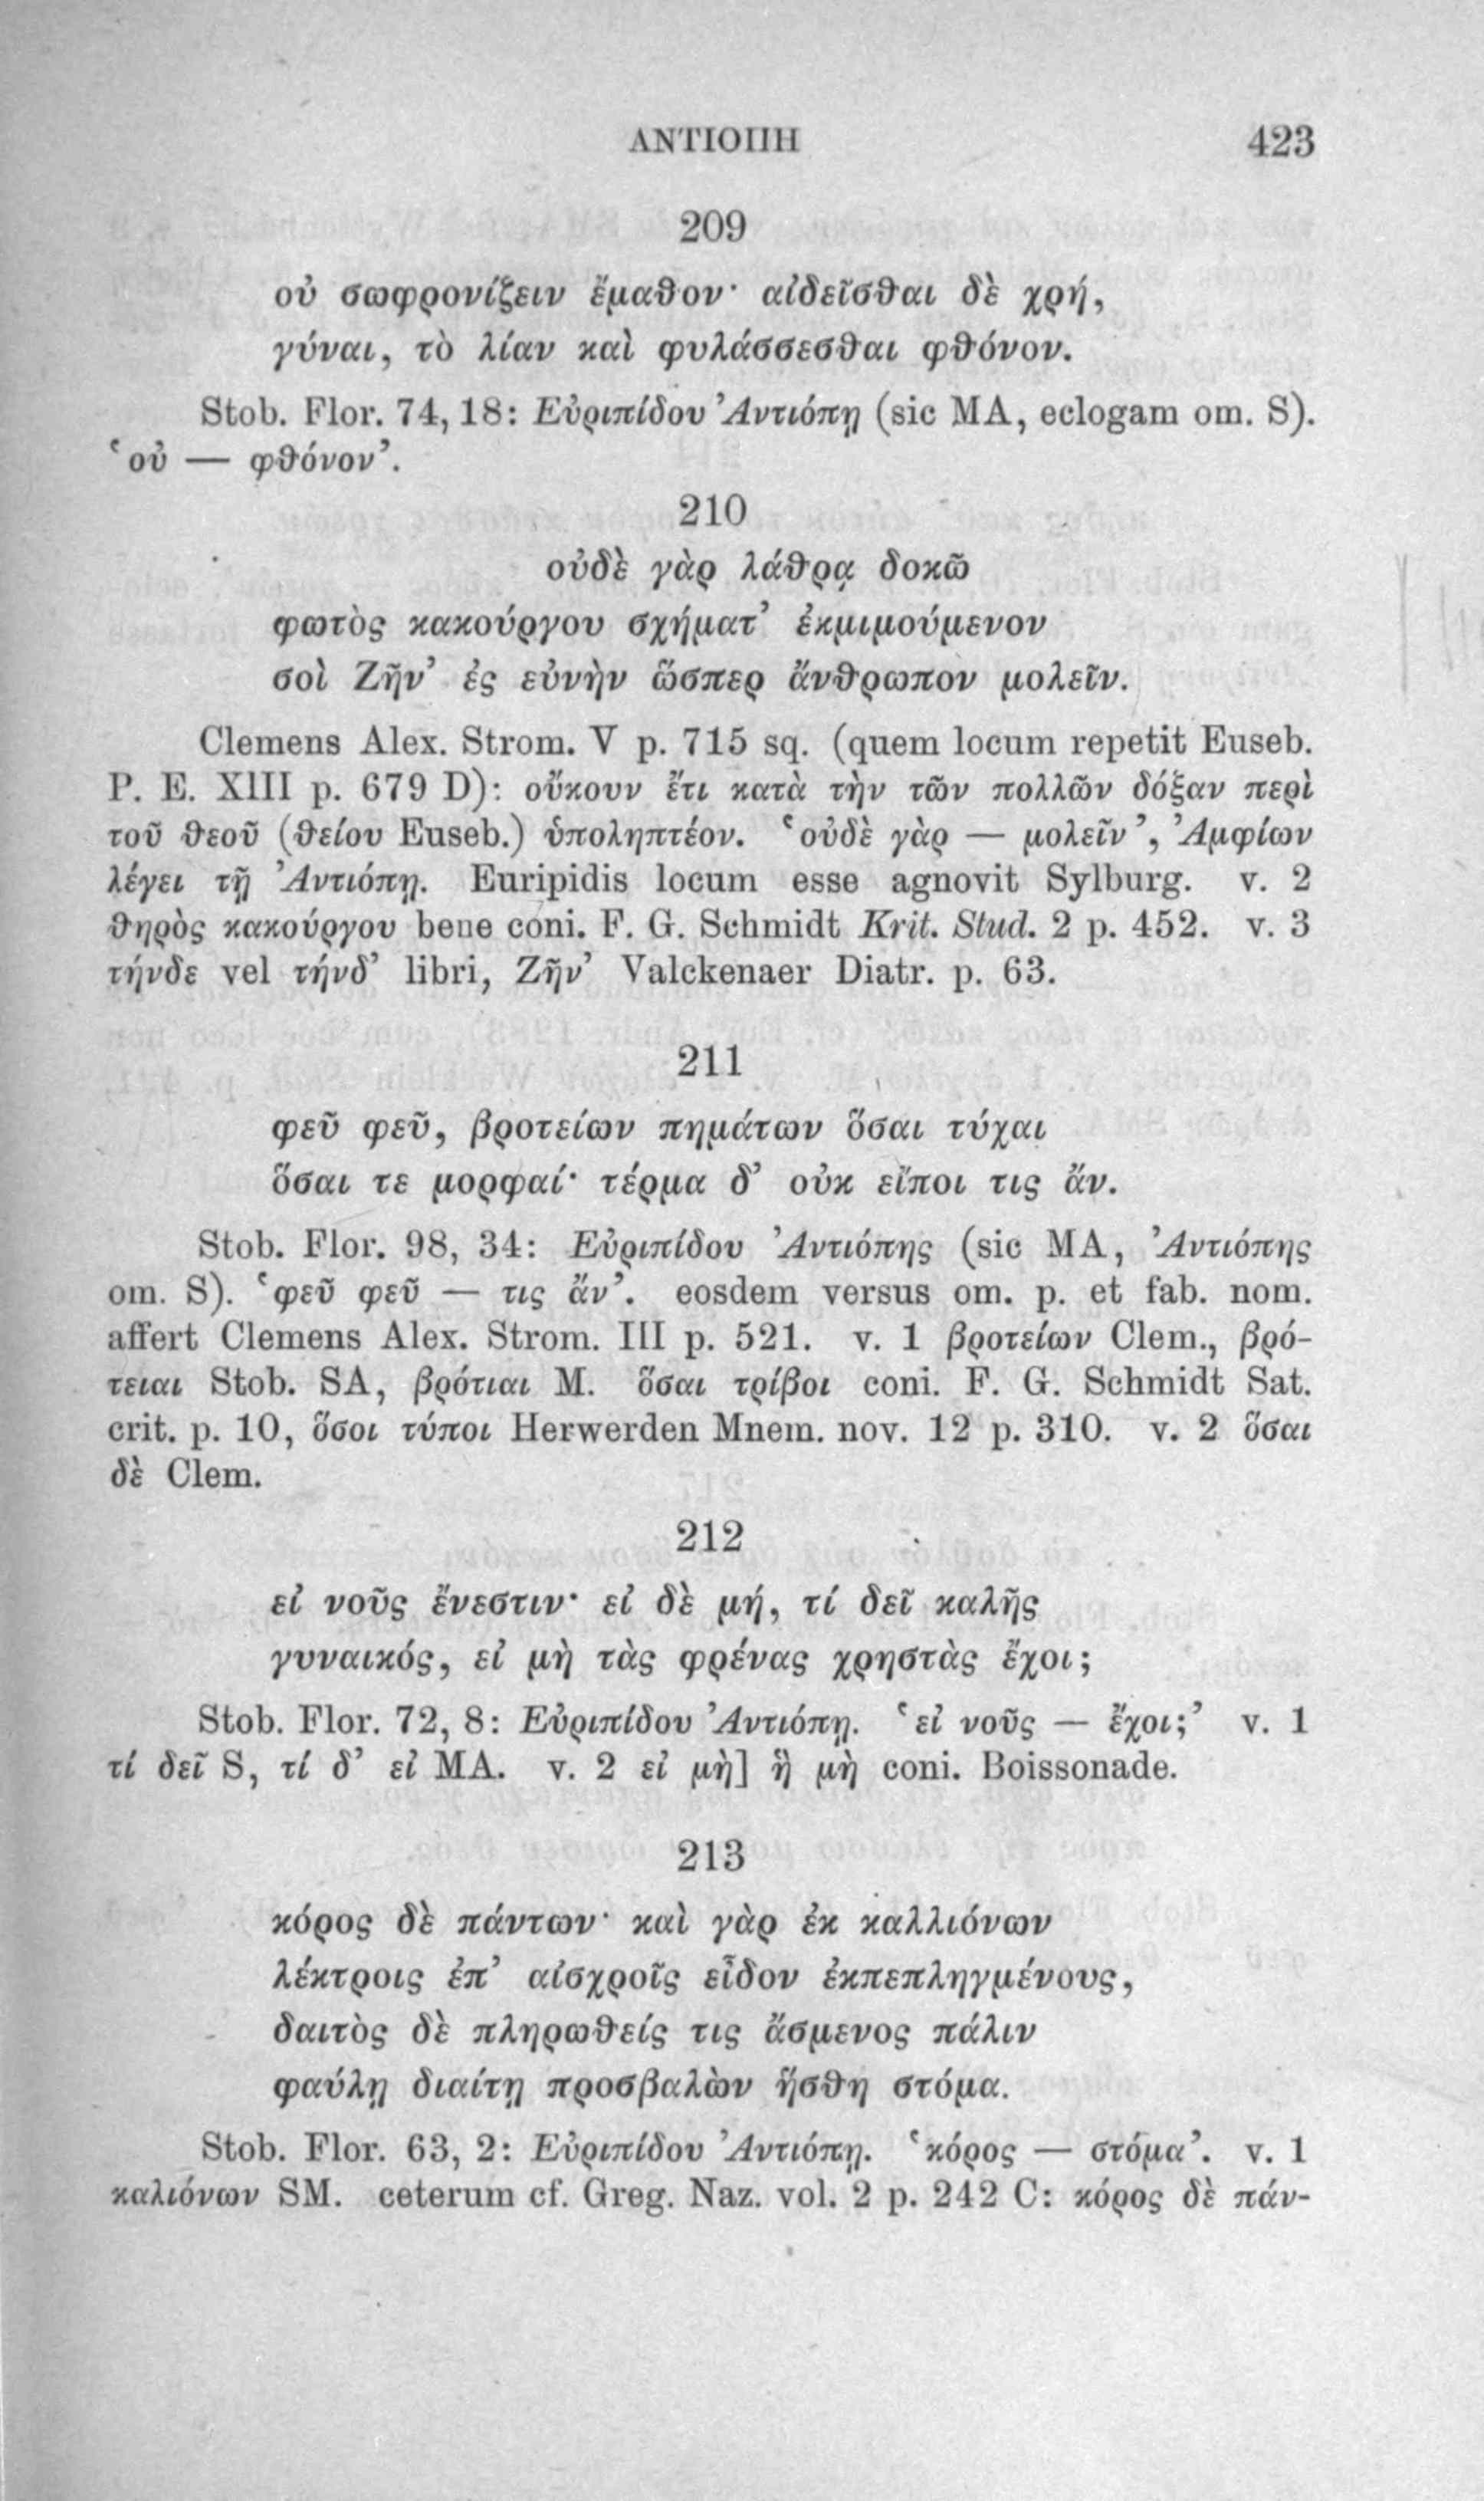 ΑΝΤΙΟΠΗ 423
209
οὐ σωφρονίζειν ἔμαθον· αἰδεῖσθαι δὲ χρή,
γύναι, τὸ λίαν καὶ φυλάσσεσθαι φθόνον.
Stob. Flor. 74, 18: Εὐριπίδου Ἀντιόπῃ (sic MA, eclogam om. S).
‘οὐ — φθόνον’.
210
οὐδὲ γὰρ λάθρᾳ δοκῶ
φωτὸς κακούργου σχήματ’ ἐκμιμούμενον
σοὶ Ζῆν’ ἐς εὐνὴν ὥσπερ ἄνθρωπον μολεῖν.
Clemens Alex. Strom. V p. 715 sq. (quem locum repetit Euseb.
P. E. XIII p. 679 D): οὔκουν ἔτι κατὰ τὴν τῶν πολλῶν δόξαν περὶ
τοῦ θεοῦ (θείου Euseb.) ὑποληπτέον. ‘οὐδὲ γὰρ — μολεῖν’, Ἀμφίων
λέγει τῇ Ἀντιόπῃ. Euripidis locum esse agnovit Sylburg. v. 2
θηρὸς κακούργου bene coni. F. G. Schmidt Krit. Stud. 2 p. 452. v. 3
τήνδε vel τήνδ’ libri, Ζῆν’ Valckenaer Diatr. p. 63.
211
φεῦ φεῦ, βροτείων πημάτων ὅσαι τύχαι
ὅσαι τε μορφαί· τέρμα δ’ οὐκ εἴποι τις ἄν.
Stob. Flor. 98, 34: Εὐριπίδου Ἀντιόπης (sic MA, Ἀντιόπης
om. S). ‘φεῦ φεῦ — τις ἄν’. eosdem versus om. p. et fab. nom.
affert Clemens Alex. Strom. III p. 521. v. 1 βροτείων Clem., βρό-
τειαι Stob. SA, βρότιαι M. ὅσαι τρίβοι coni. F. G. Schmidt Sat.
crit. p. 10, ὅσοι τύποι Herwerden Mnem. nov. 12 p. 310. v. 2 ὅσαι
δὲ Clem.
212
εἰ νοῦς ἔνεστιν· εἰ δὲ μή, τί δεῖ καλῆς
γυναικός, εἰ μὴ τὰς φρένας χρηστὰς ἔχοι;
Stob. Flor. 72, 8: Εὐριπίδου Ἀντιόπῃ. ‘εἰ νοῦς — ἔχοι;’ v. 1
τί δεῖ S, τί δ’ εἰ MA. v. 2 εἰ μὴ] ἢ μὴ coni. Boissonade.
213
κόρος δὲ πάντων· καὶ γὰρ ἐκ καλλιόνων
λέκτροις ἐπ’ αἰσχροῖς εἶδον ἐκπεπληγμένους,
δαιτὸς δὲ πληρωθείς τις ἄσμενος πάλιν
φαύλῃ διαίτῃ προσβαλὼν ἥσθη στόμα.
Stob. Flor. 63, 2: Εὐριπίδου Ἀντιόπῃ. ‘κόρος — στόμα’. v. 1
καλιόνων SM. ceterum cf. Greg. Naz. vol. 2 p. 242 C: κόρος δὲ πάν-